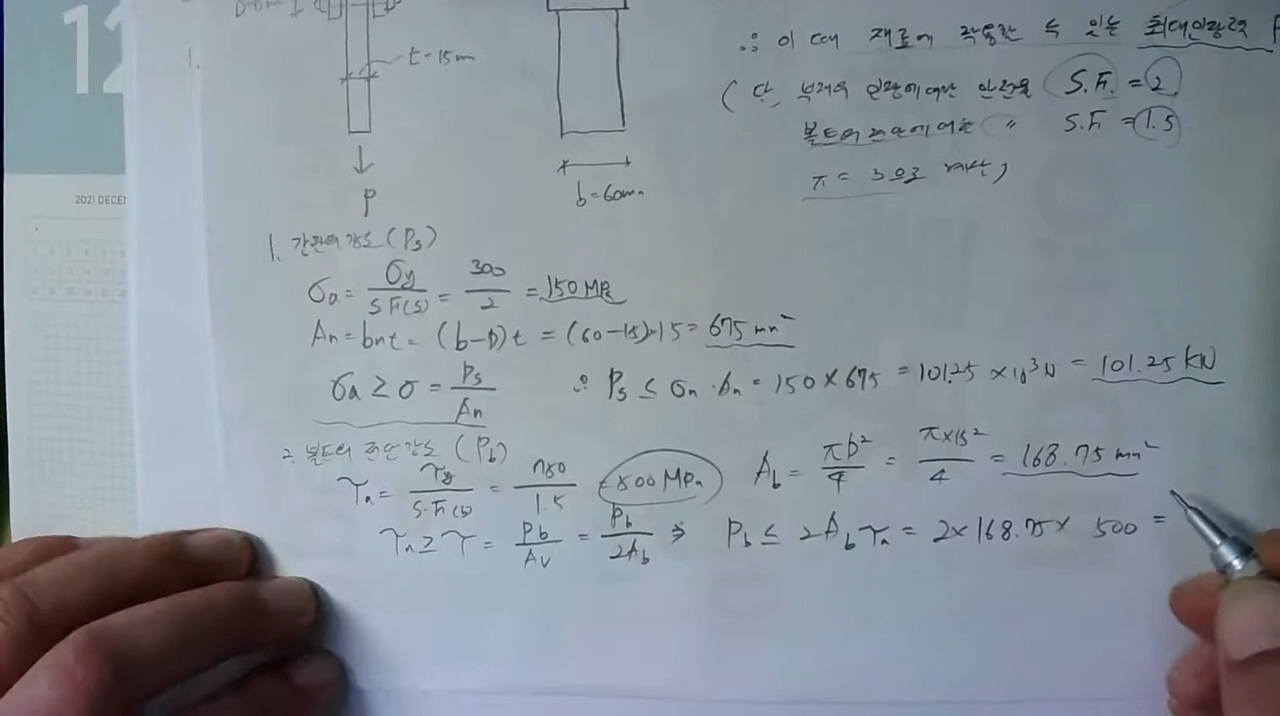 12
2021 DECEM
1.
t=15mm
P
b=60mm
∴ 이 때 재료에 작용할 수 있는 최대인장력 P
(단, 부재의 인장에 대한 안전율 S.F. = 2
볼트의 전단에 대한 〃 S.F. = 1.5
π = 3으로 계산)
1. 강판의 강도 (Ps)
σa = σy / S.F(s) = 300 / 2 = 150 MPa
An = bnt = (b-D)t = (60-15)·15 = 675 mm²
σa ≥ σ = Ps / An ∴ Ps ≤ σa · An = 150 × 675 = 101.25 × 10³ N = 101.25 KN
2. 볼트의 전단강도 (Pb)
τa = τy / S.F(b) = 750 / 1.5 = 500 MPa Ab = πD² / 4 = π×15² / 4 = 168.75 mm²
τa ≥ τ = Pb / Av = Pb / 2Ab ⇒ Pb ≤ 2Ab τa = 2 × 168.75 × 500 =